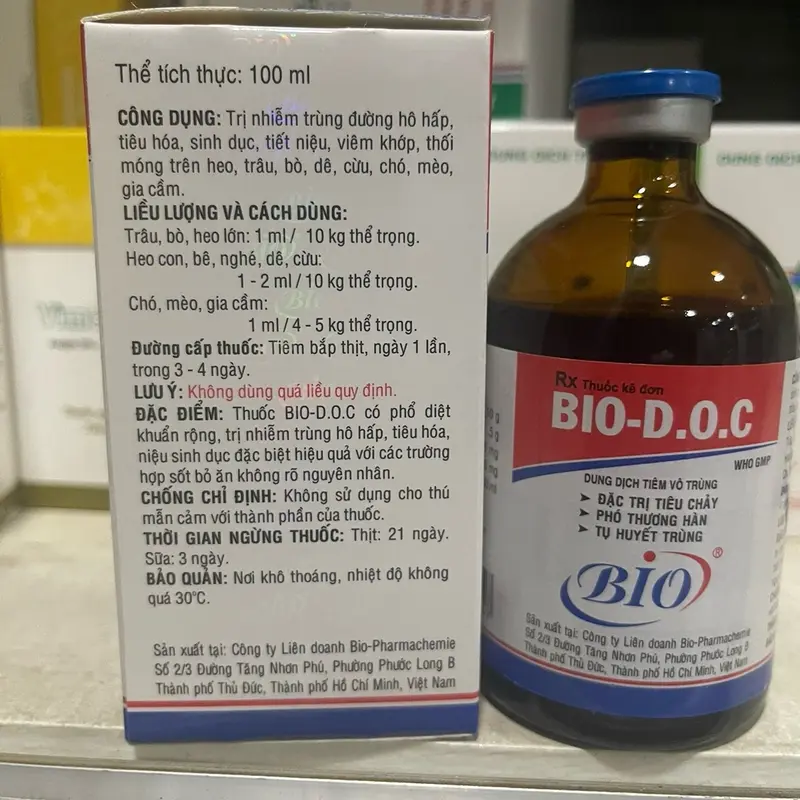 Thể tích thực: 100 ml
CÔNG DỤNG: Trị nhiễm trùng đường hô hấp,
tiêu hóa, sinh dục, tiết niệu, viêm khớp, thối
móng trên heo, trâu, bò, dê, cừu, chó, mèo,
gia cầm.
LIỀU LƯỢNG VÀ CÁCH DÙNG:
Trâu, bò, heo lớn: 1 ml / 10 kg thể trọng.
Heo con, bê, nghé, dê, cừu:
1 - 2 ml / 10 kg thể trọng.
Chó, mèo, gia cầm:
1 ml / 4 - 5 kg thể trọng.
Đường cấp thuốc: Tiêm bắp thịt, ngày 1 lần,
trong 3 - 4 ngày.
LƯU Ý: Không dùng quá liều quy định.
ĐẶC ĐIỂM: Thuốc BIO-D.O.C có phổ diệt
khuẩn rộng, trị nhiễm trùng hô hấp, tiêu hóa,
niệu sinh dục đặc biệt hiệu quả với các trường
hợp sốt bỏ ăn không rõ nguyên nhân.
CHỐNG CHỈ ĐỊNH: Không sử dụng cho thú
mẫn cảm với thành phần của thuốc.
THỜI GIAN NGỪNG THUỐC: Thịt: 21 ngày.
Sữa: 3 ngày.
BẢO QUẢN: Nơi khô thoáng, nhiệt độ không
quá 30°C.
Sản xuất tại: Công ty Liên doanh Bio-Pharmachemie
Số 2/3 Đường Tăng Nhơn Phú, Phường Phước Long B
Thành phố Thủ Đức, Thành phố Hồ Chí Minh, Việt Nam
Rx Thuốc kê đơn
BIO-D.O.C
WHO GMP
DUNG DỊCH TIÊM VÔ TRÙNG
➤ ĐẶC TRỊ TIÊU CHẢY
➤ PHÓ THƯƠNG HÀN
➤ TỤ HUYẾT TRÙNG
BIO ®
Sản xuất tại: Công ty Liên doanh Bio-Pharmachemie
Số 2/3 Đường Tăng Nhơn Phú, Phường Phước Long B
Thành phố Thủ Đức, Thành phố Hồ Chí Minh, Việt Nam